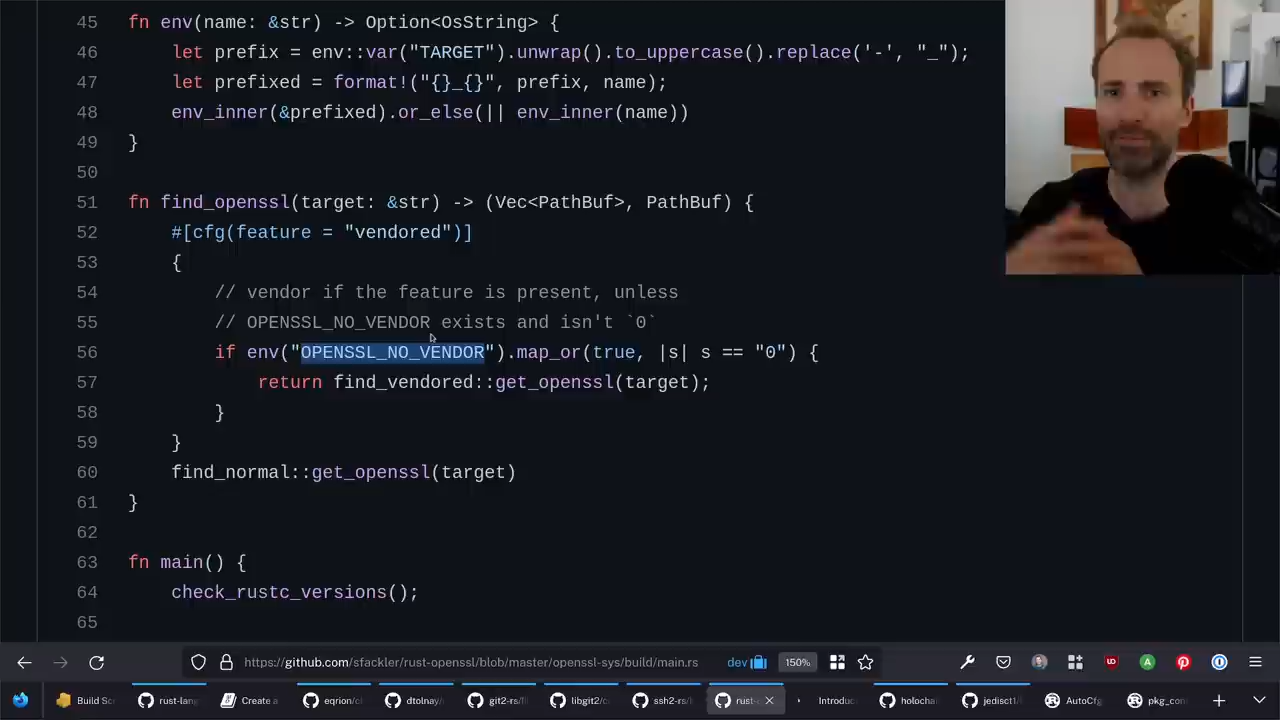 45 fn env(name: &str) -> Option<OsString> {
46 let prefix = env::var("TARGET").unwrap().to_uppercase().replace('-', "_");
47 let prefixed = format!("{}_{}", prefix, name);
48 env_inner(&prefixed).or_else(|| env_inner(name))
49 }
50
51 fn find_openssl(target: &str) -> (Vec<PathBuf>, PathBuf) {
52 #[cfg(feature = "vendored")]
53 {
54 // vendor if the feature is present, unless
55 // OPENSSL_NO_VENDOR exists and isn't `0`
56 if env("OPENSSL_NO_VENDOR").map_or(true, |s| s == "0") {
57 return find_vendored::get_openssl(target);
58 }
59 }
60 find_normal::get_openssl(target)
61 }
62
63 fn main() {
64 check_rustc_versions();
65
https://github.com/sfackler/rust-openssl/blob/master/openssl-sys/build/main.rs dev 150%
Build Sc rust-lang Create a eqrion/c dtolnay/ git2-rs/l libgit2/c ssh2-rs/l rust- Introduc holochai jedisct1/ AutoCfg pkg_con